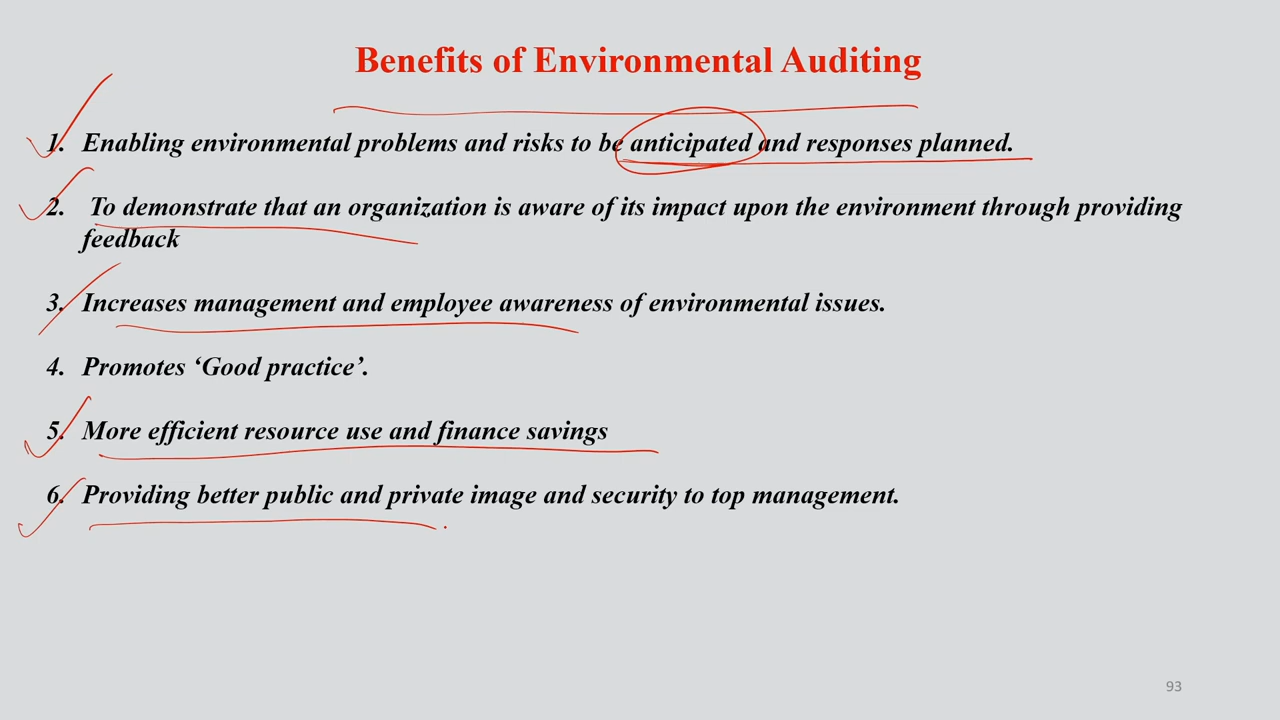 Benefits of Environmental Auditing
1. Enabling environmental problems and risks to be anticipated and responses planned.
2. To demonstrate that an organization is aware of its impact upon the environment through providing
feedback
3. Increases management and employee awareness of environmental issues.
4. Promotes ‘Good practice’.
5. More efficient resource use and finance savings
6. Providing better public and private image and security to top management.
93